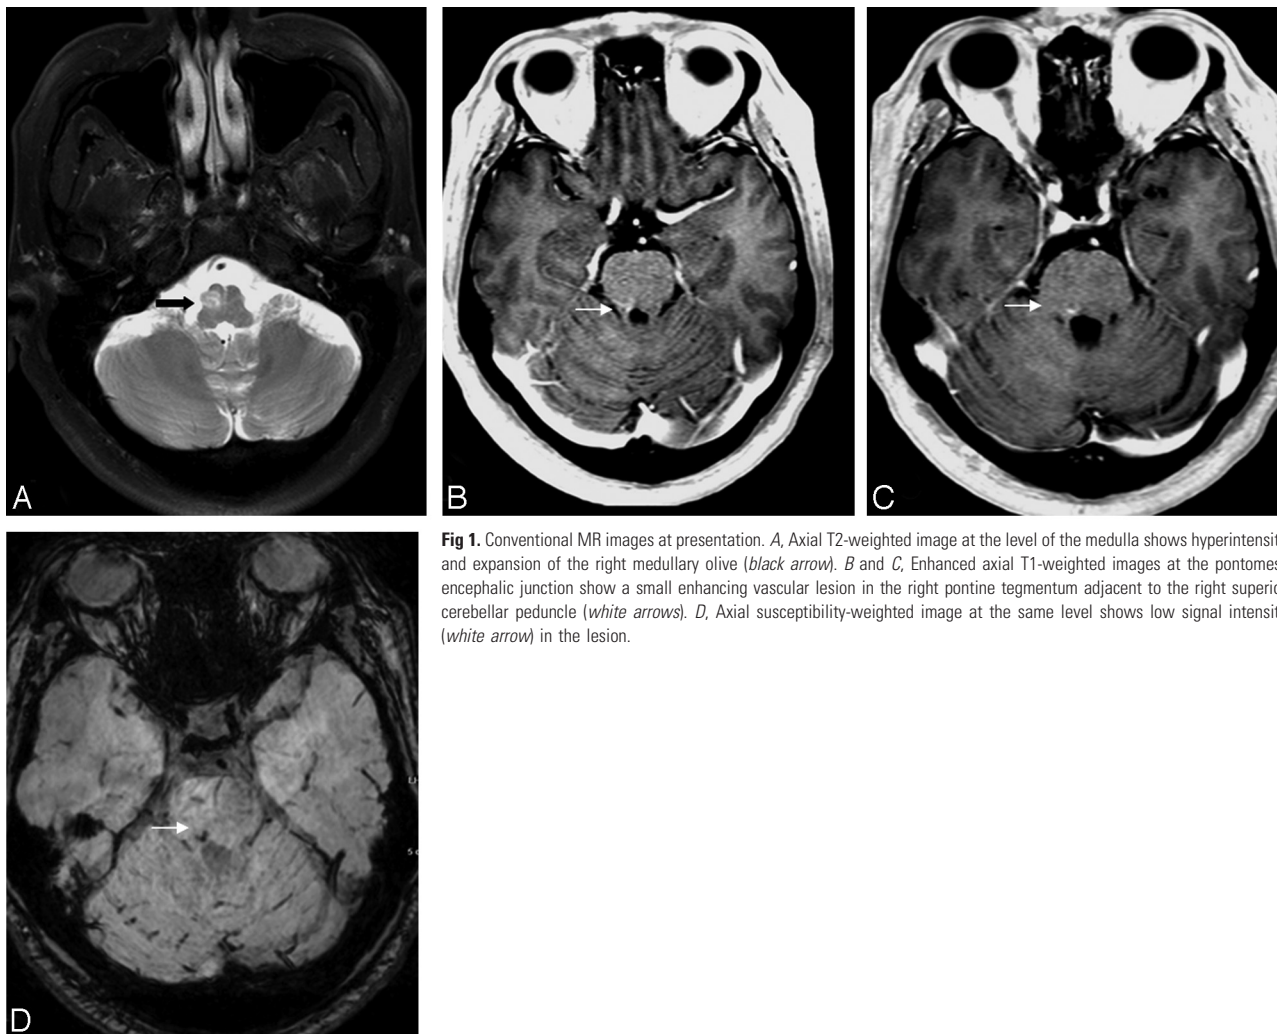 A
B
C
Fig 1. Conventional MR images at presentation. A, Axial T2-weighted image at the level of the medulla shows hyperintensit
and expansion of the right medullary olive (black arrow). B and C, Enhanced axial T1-weighted images at the pontomes
encephalic junction show a small enhancing vascular lesion in the right pontine tegmentum adjacent to the right superio
cerebellar peduncle (white arrows). D, Axial susceptibility-weighted image at the same level shows low signal intensit
(white arrow) in the lesion.
D